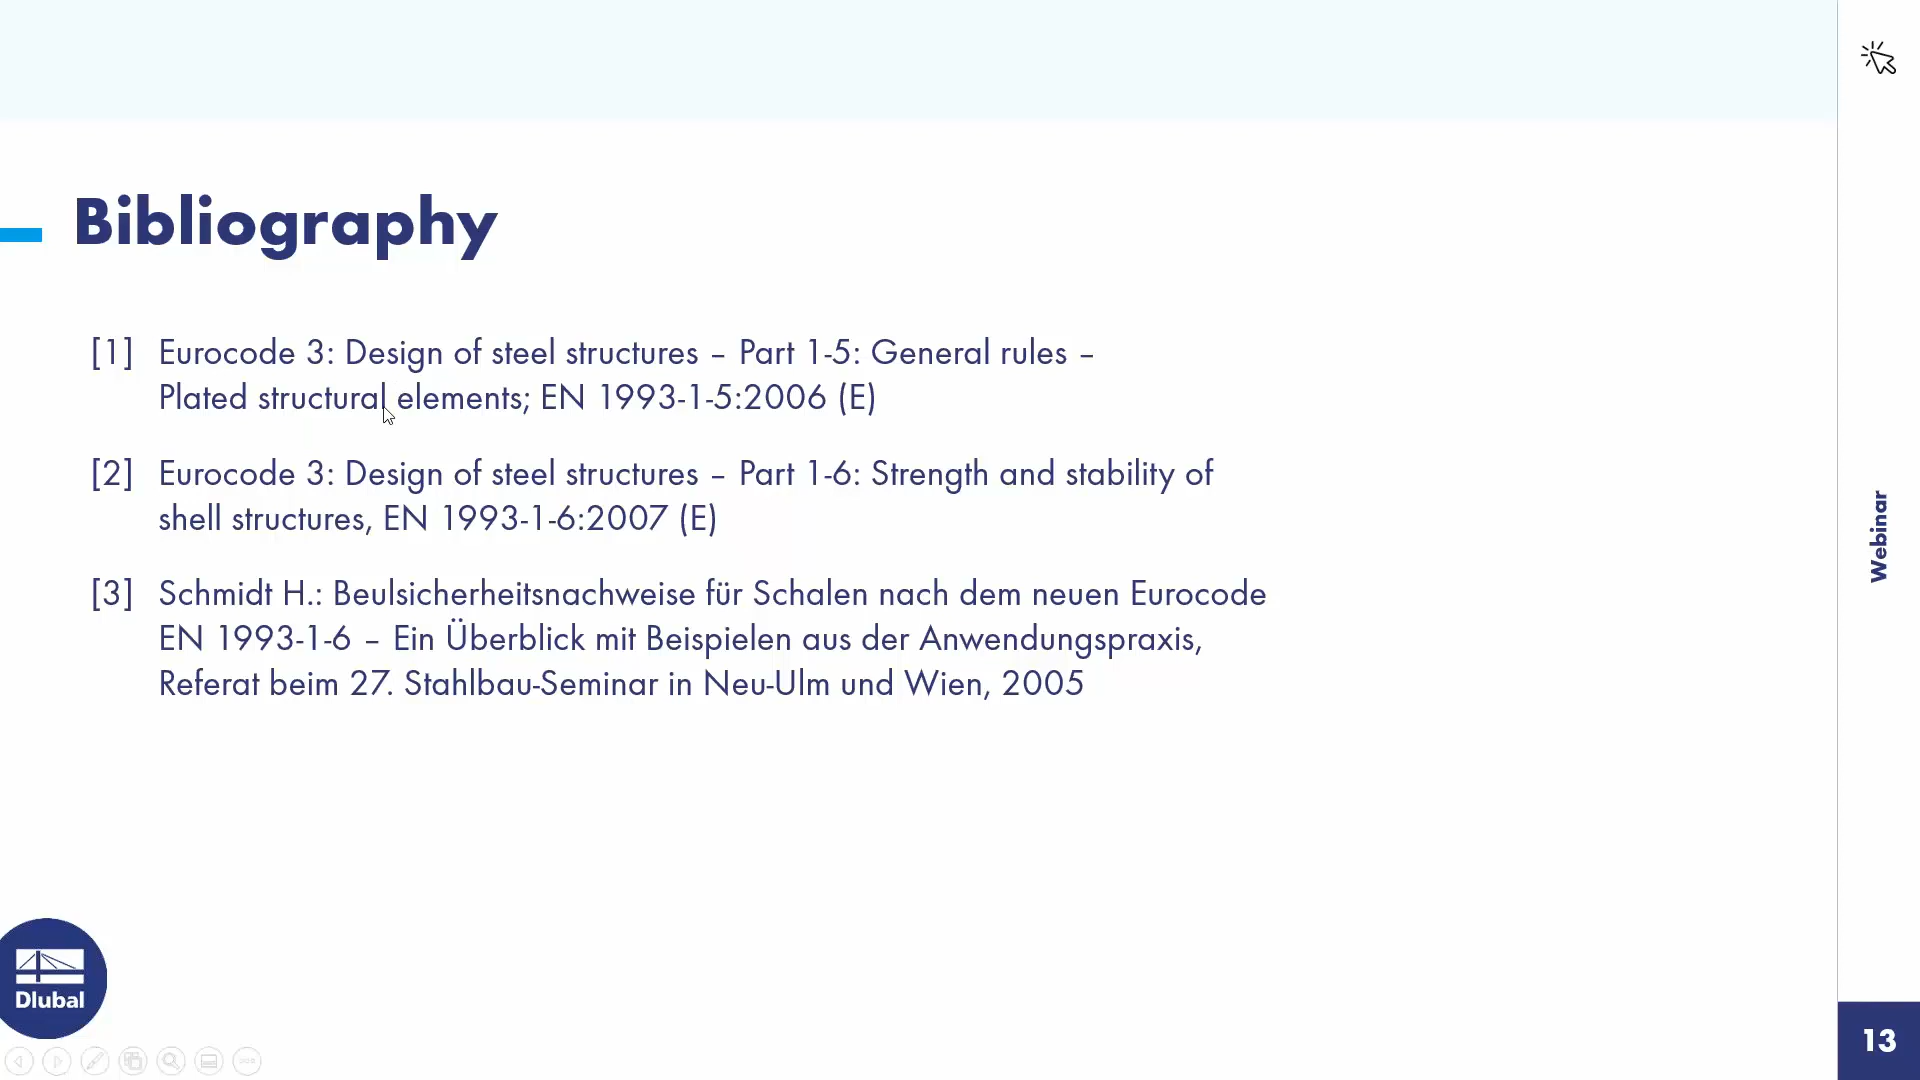 Bibliography
[1] Eurocode 3: Design of steel structures – Part 1-5: General rules –
Plated structural elements; EN 1993-1-5:2006 (E)
[2] Eurocode 3: Design of steel structures – Part 1-6: Strength and stability of
shell structures, EN 1993-1-6:2007 (E)
[3] Schmidt H.: Beulsicherheitsnachweise für Schalen nach dem neuen Eurocode
EN 1993-1-6 – Ein Überblick mit Beispielen aus der Anwendungspraxis,
Referat beim 27. Stahlbau-Seminar in Neu-Ulm und Wien, 2005
Webinar
Dlubal
13